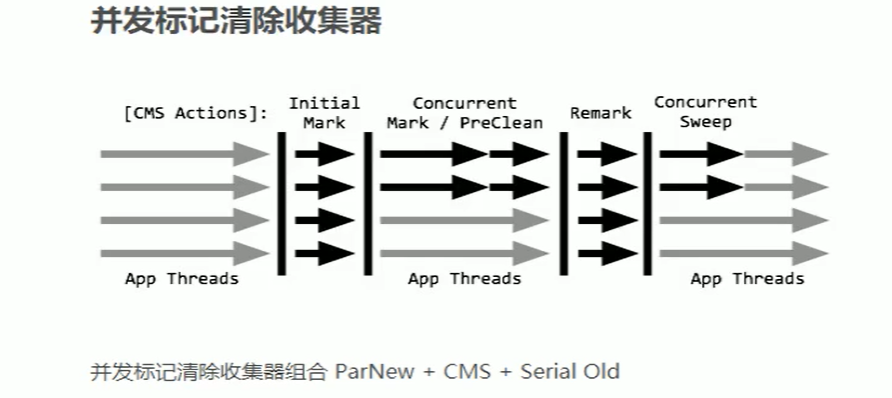 并发标记清除收集器
[CMS Actions]:
Initial
Mark
Concurrent
Mark / PreClean
Remark
Concurrent
Sweep
App Threads
App Threads
App Threads
并发标记清除收集器组合 ParNew + CMS + Serial Old